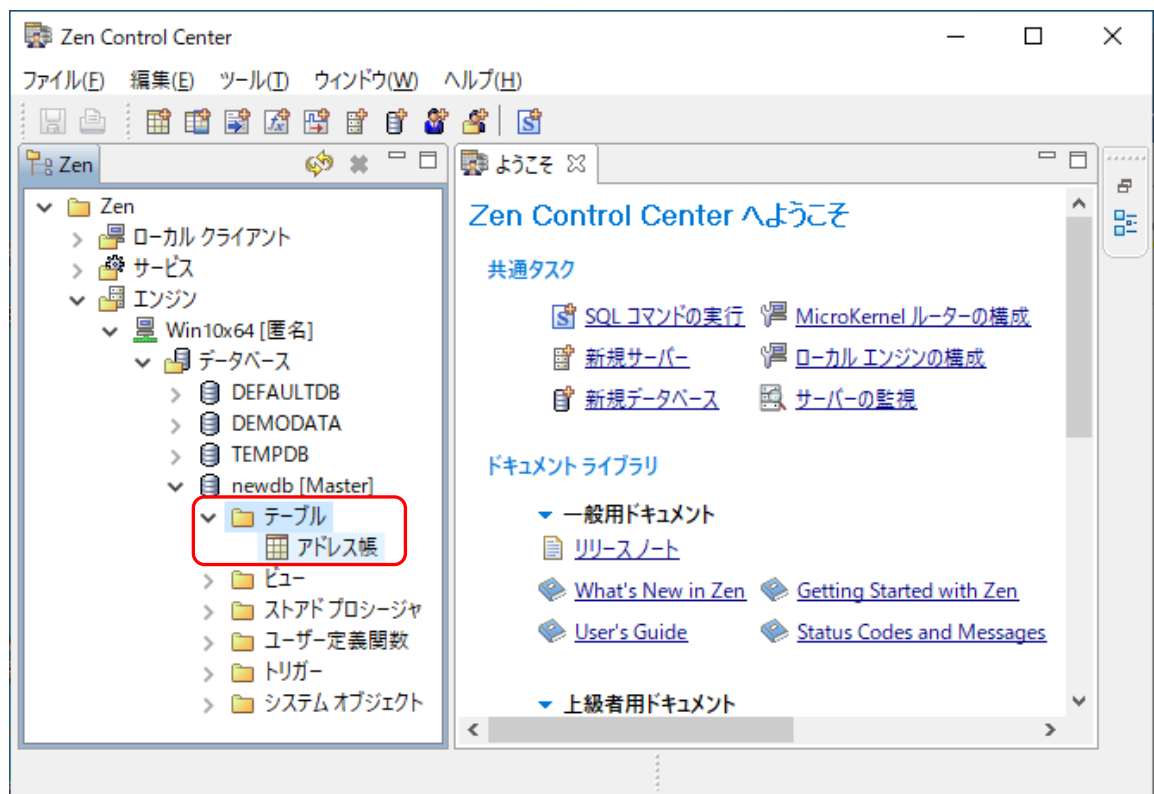 Zen Control Center
ファイル(F) 編集(E) ツール(T) ウィンドウ(W) ヘルプ(H)
Zen
ようこそ
Zen
ローカル クライアント
サービス
エンジン
Win10x64 [匿名]
データベース
DEFAULTDB
DEMODATA
TEMPDB
newdb [Master]
テーブル
アドレス帳
ビュー
ストアド プロシージャ
ユーザー定義関数
トリガー
システム オブジェクト
Zen Control Center へようこそ
共通タスク
SQL コマンドの実行 MicroKernel ルーターの構成
新規サーバー ローカル エンジンの構成
新規データベース サーバーの監視
ドキュメント ライブラリ
一般用ドキュメント
リリース ノート
What's New in Zen Getting Started with Zen
User's Guide Status Codes and Messages
上級者用ドキュメント